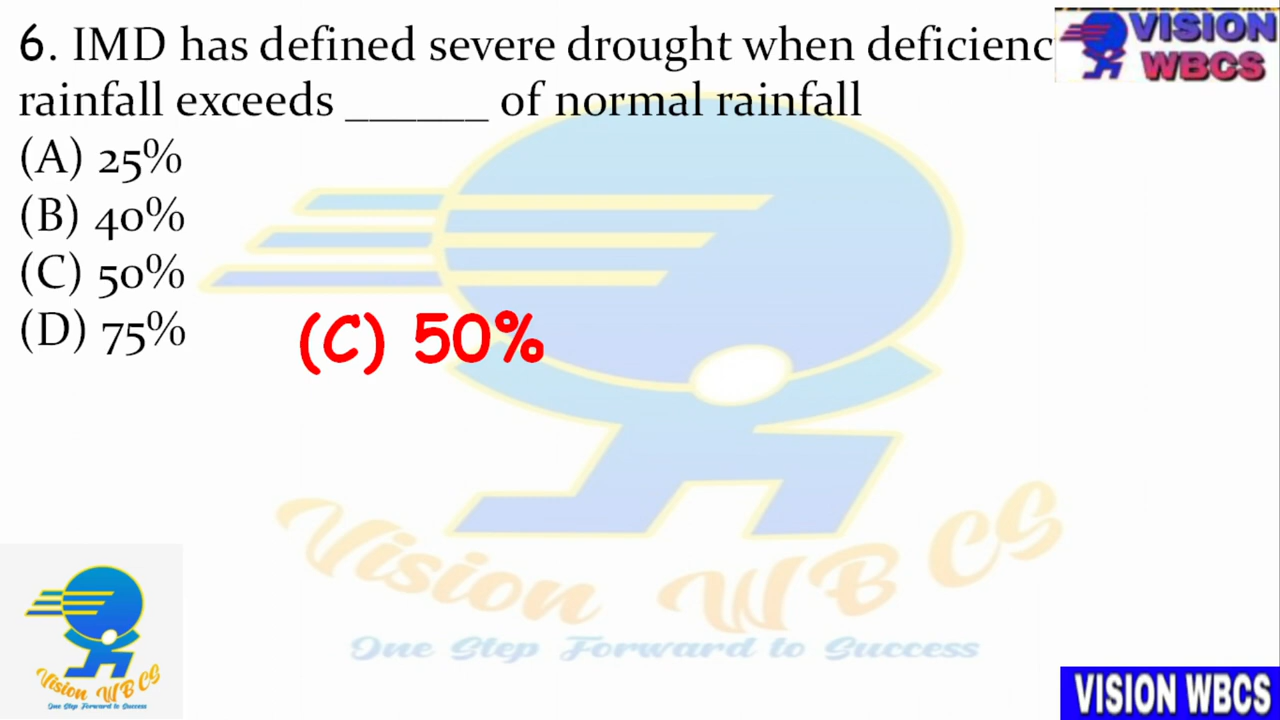 6. IMD has defined severe drought when deficienc
rainfall exceeds ______ of normal rainfall
(A) 25%
(B) 40%
(C) 50%
(D) 75%
(C) 50%
VISION
WBCS
Vision WBCS
One Step Forward to Success
Vision WBCS
One Step Forward to Success
VISION WBCS